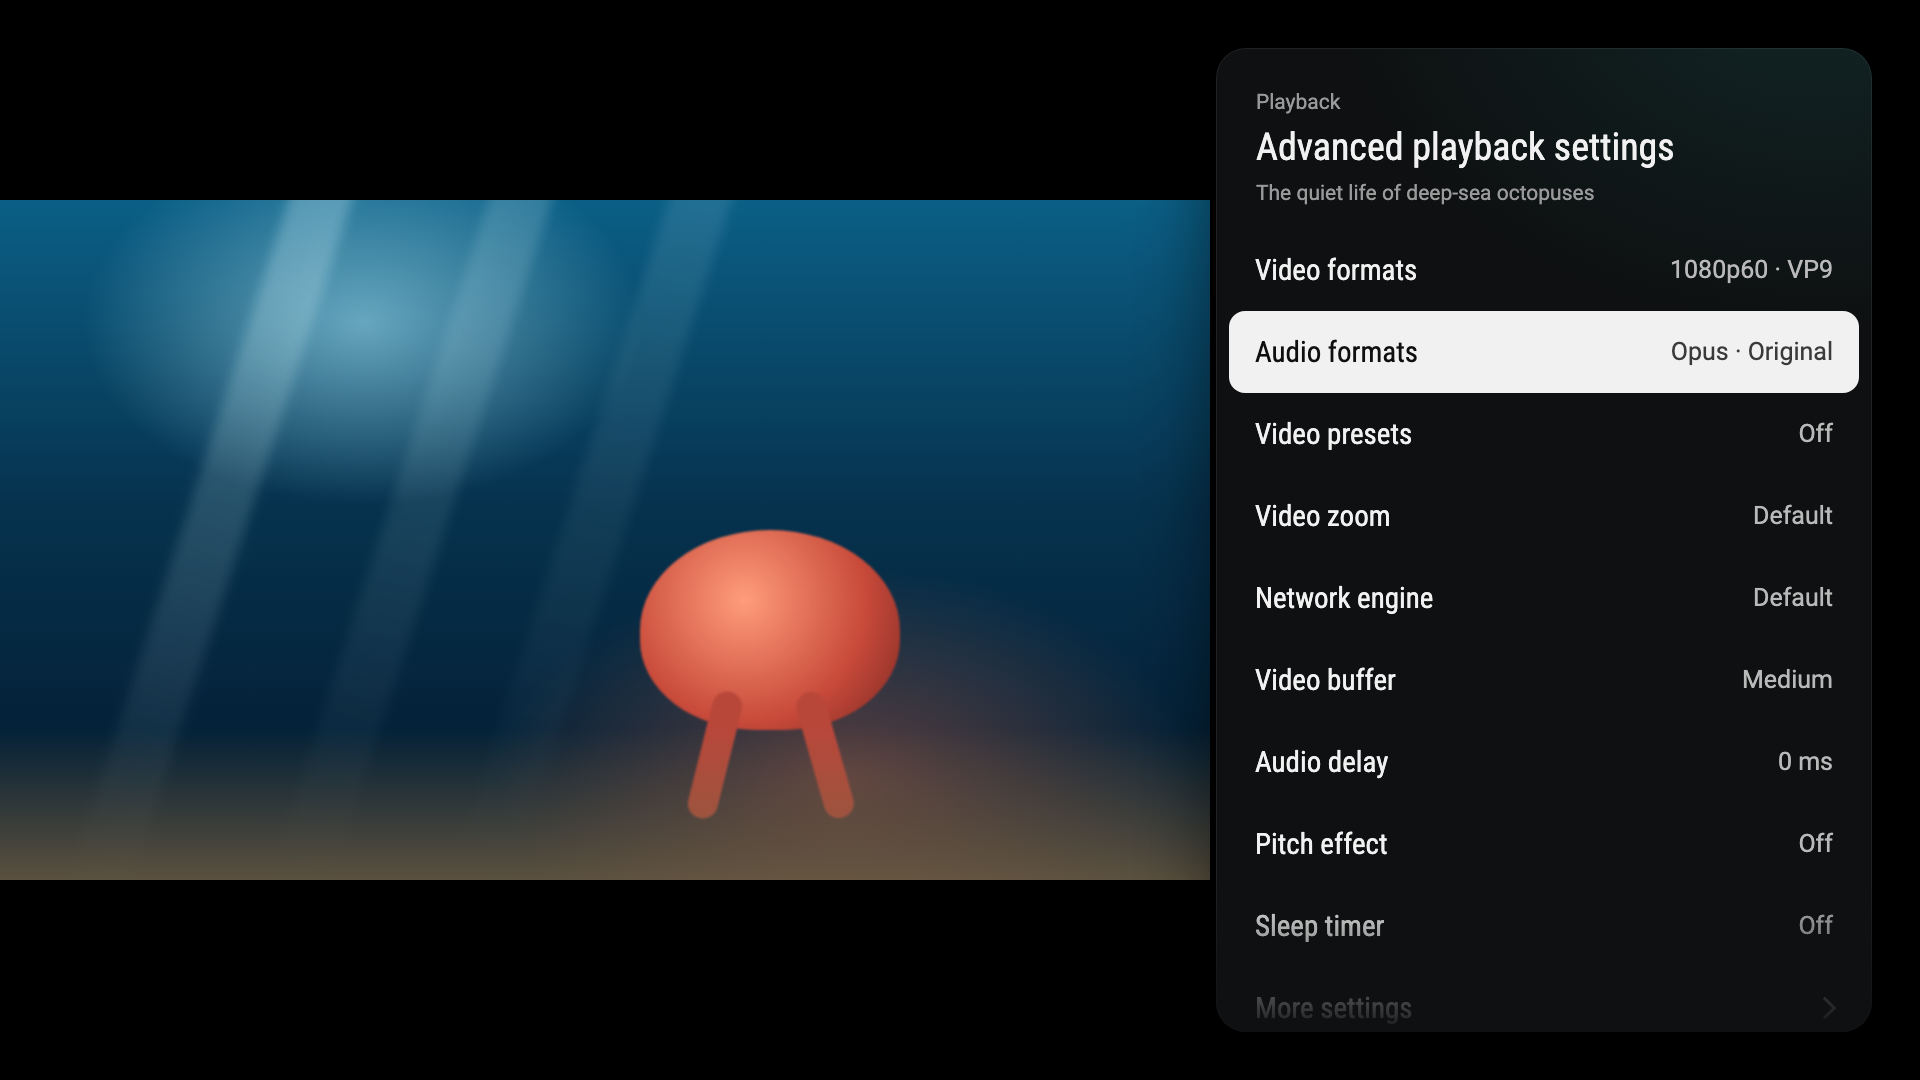 Playback
Advanced playback settings
The quiet life of deep-sea octopuses
Video formats 1080p60 · VP9
Audio formats Opus · Original
Video presets Off
Video zoom Default
Network engine Default
Video buffer Medium
Audio delay 0 ms
Pitch effect Off
Sleep timer Off
More settings